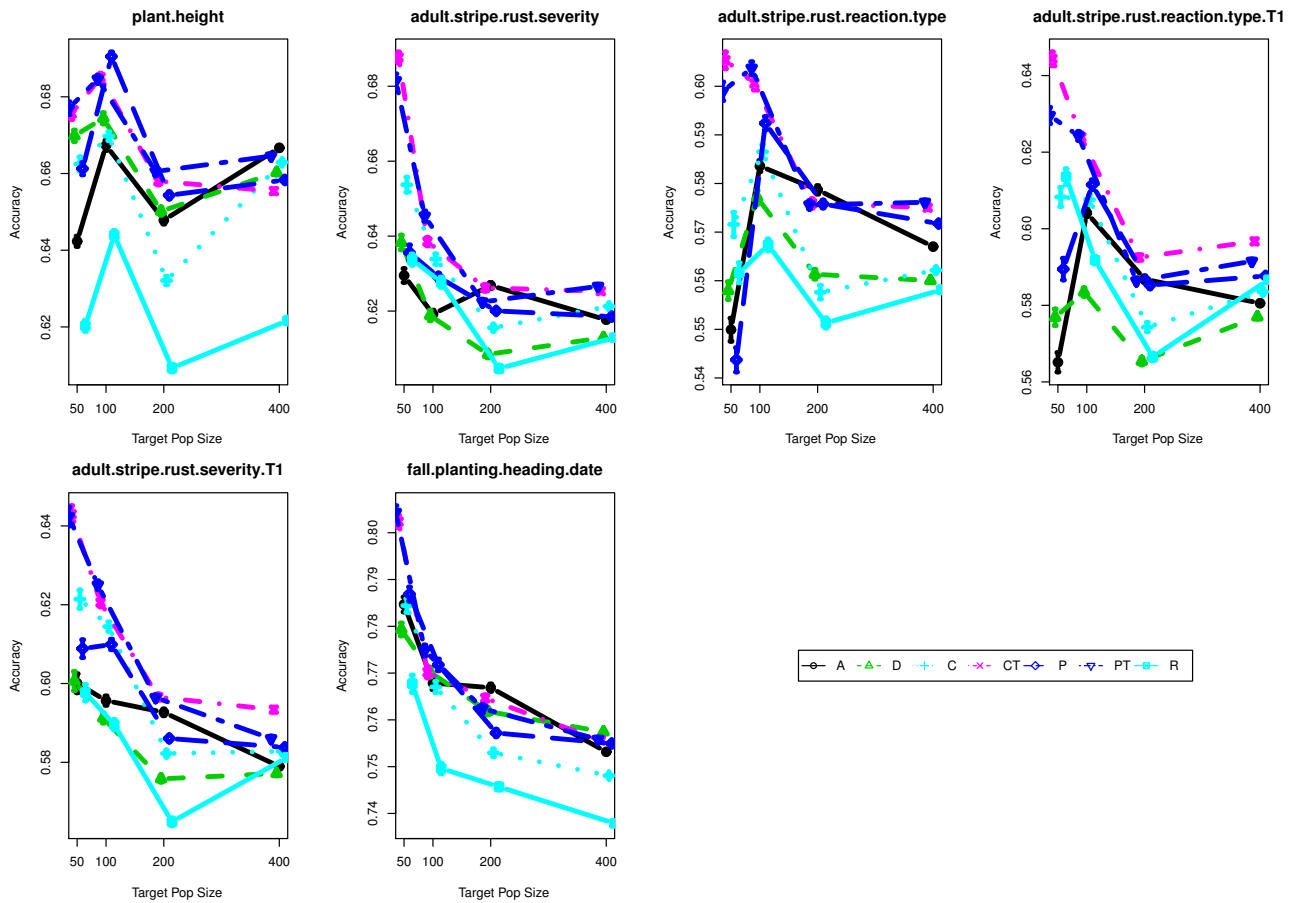 plant.height
0.68
0.66
0.64
0.62
Accuracy
50 100 200 400
Target Pop Size
adult.stripe.rust.severity
0.68
0.66
0.64
0.62
Accuracy
50 100 200 400
Target Pop Size
adult.stripe.rust.reaction.type
0.60
0.59
0.58
0.57
0.56
0.55
0.54
Accuracy
50 100 200 400
Target Pop Size
adult.stripe.rust.reaction.type.T1
0.64
0.62
0.60
0.58
0.56
Accuracy
50 100 200 400
Target Pop Size
adult.stripe.rust.severity.T1
0.64
0.62
0.60
0.58
Accuracy
50 100 200 400
Target Pop Size
fall.planting.heading.date
0.80
0.79
0.78
0.77
0.76
0.75
0.74
Accuracy
50 100 200 400
Target Pop Size
A D C CT P PT R